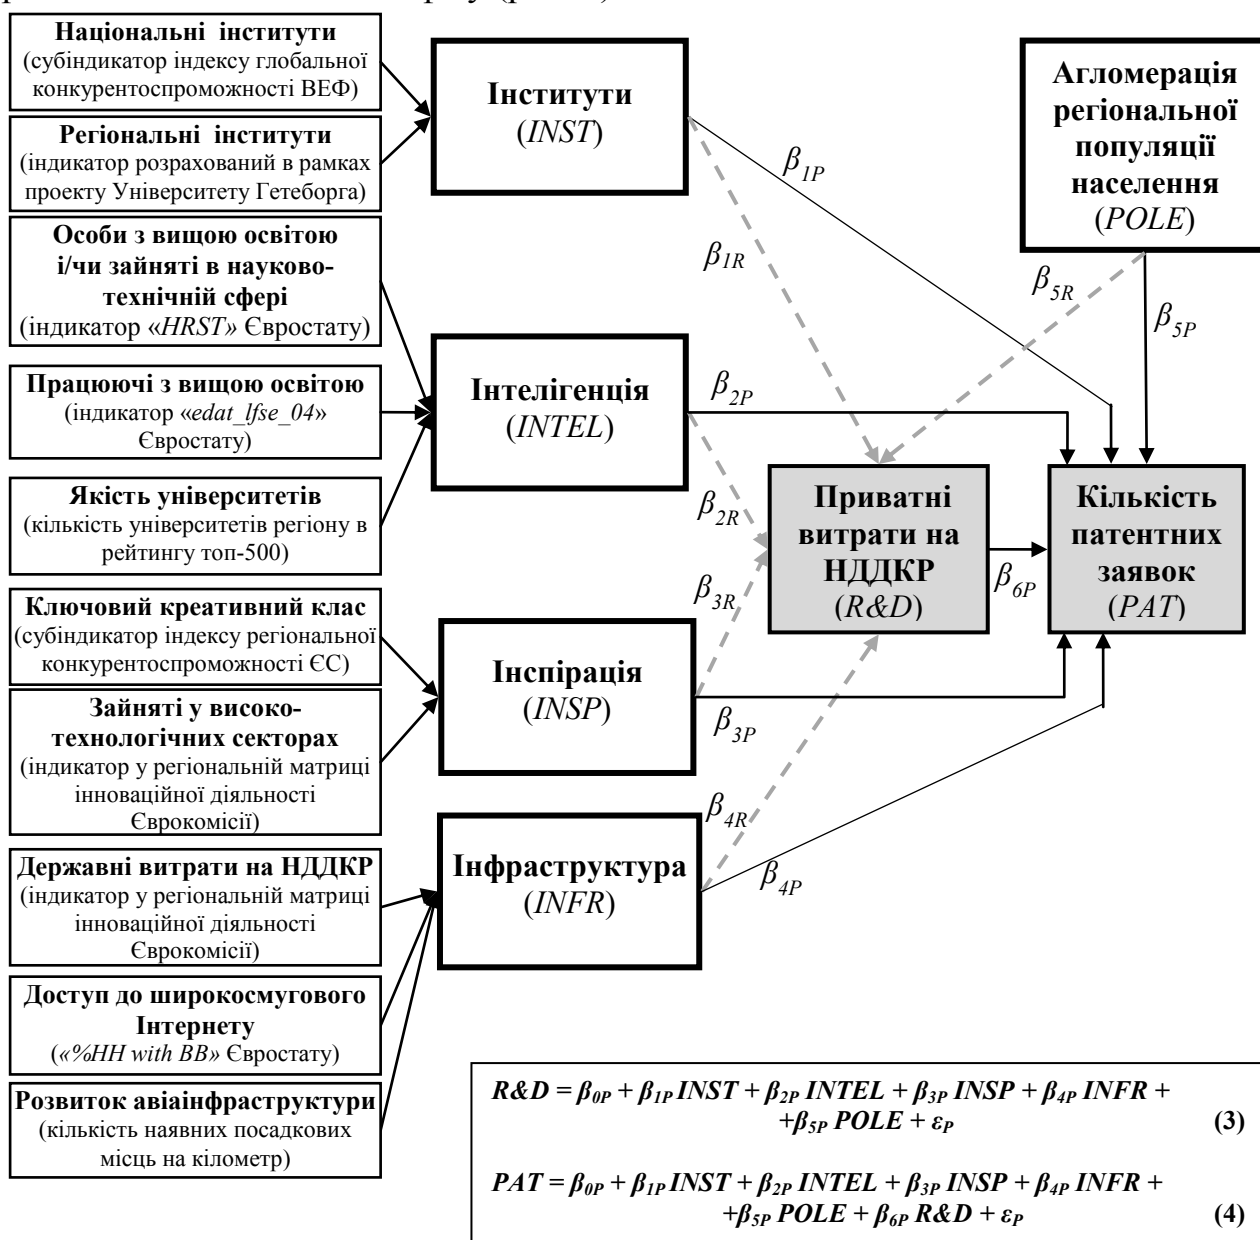 Національні інститути
(субіндикатор індексу глобальної
конкурентоспроможності ВЕФ)
Регіональні інститути
(індикатор розрахований в рамках
проекту Університету Гетеборга)
Особи з вищою освітою
і/чи зайняті в науково-
технічній сфері
(індикатор «HRST» Євростату)
Працюючі з вищою освітою
(індикатор «edat_lfse_04»
Євростату)
Якість університетів
(кількість університетів регіону в
рейтингу топ-500)
Ключовий креативний клас
(субіндикатор індексу регіональної
конкурентоспроможності ЄС)
Зайняті у високо-
технологічних секторах
(індикатор у регіональній матриці
інноваційної діяльності
Єврокомісії)
Державні витрати на НДДКР
(індикатор у регіональній матриці
інноваційної діяльності
Єврокомісії)
Доступ до широкосмугового
Інтернету
(«%HH with BB» Євростату)
Розвиток авіаінфраструктури
(кількість наявних посадкових
місць на кілометр)
Інститути
(INST)
Інтелігенція
(INTEL)
Інспірація
(INSP)
Інфраструктура
(INFR)
Агломерація
регіональної
популяції
населення
(POLE)
β1P
β1R
β5R
β5P
β2P
β2R
β3R
β6P
β3P
β4R
β4P
Приватні
витрати на
НДДКР
(R&D)
Кількість
патентних
заявок
(PAT)
R&D = β0P + β1P INST + β2P INTEL + β3P INSP + β4P INFR +
+β5P POLE + εP (3)
PAT = β0P + β1P INST + β2P INTEL + β3P INSP + β4P INFR +
+β5P POLE + β6P R&D + εP (4)